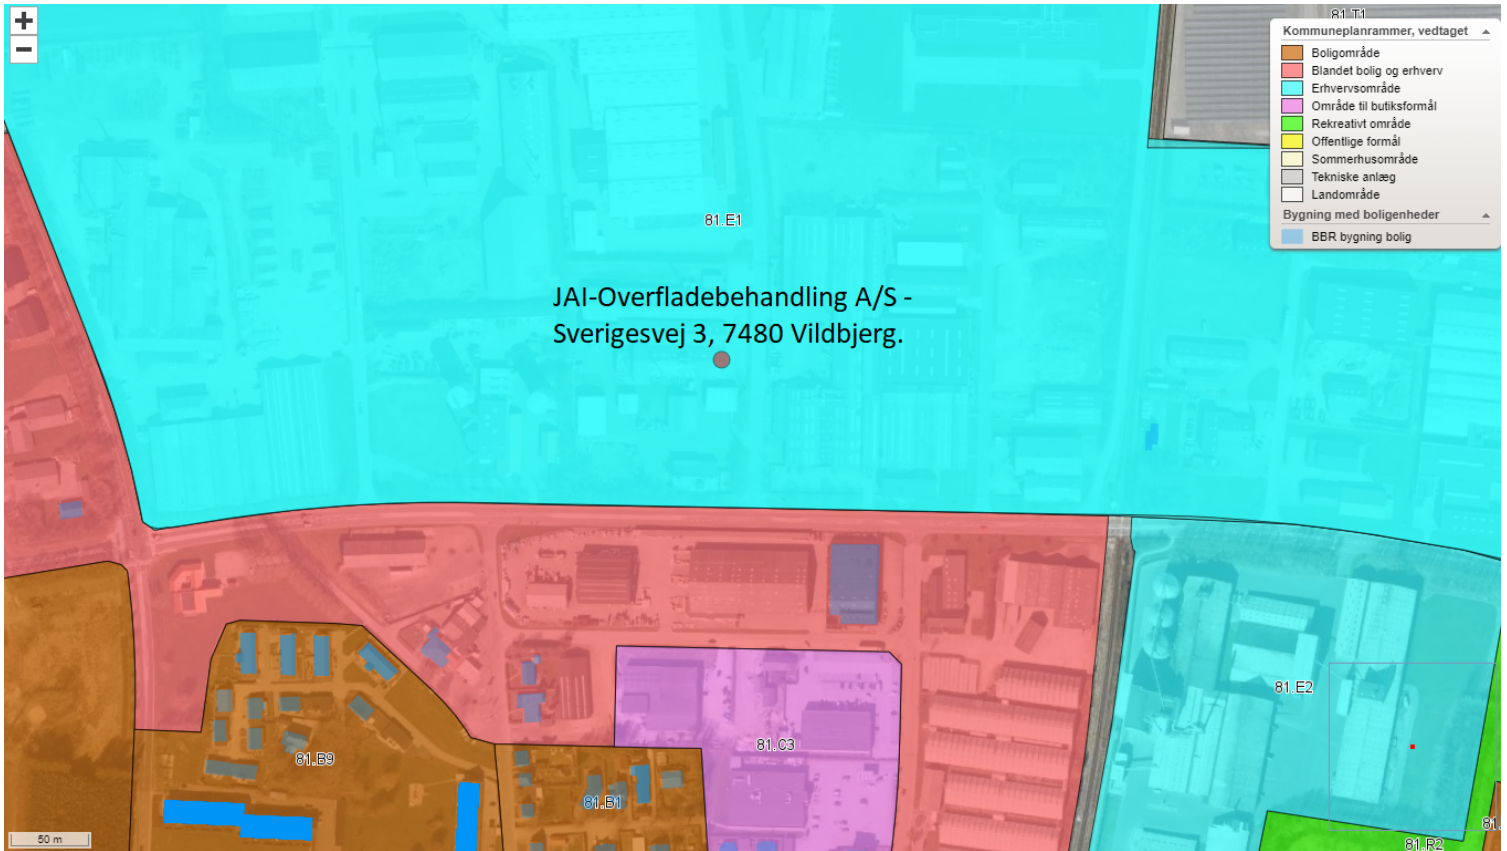 +
−
81.T1
Kommuneplanrammer, vedtaget
Boligområde
Blandet bolig og erhverv
Erhvervsområde
Område til butiksformål
Rekreativt område
Offentlige formål
Sommerhusområde
Tekniske anlæg
Landområde
Bygning med boligenheder
BBR bygning bolig
81.E1
JAI-Overfladebehandling A/S -
Sverigesvej 3, 7480 Vildbjerg.
81.E2
81.C3
81.B9
81.B1
81.
50 m
81.R2